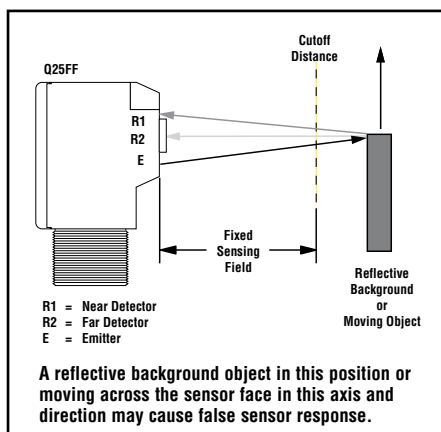 Cutoff
Distance
Q25FF
R1
R2
E
Fixed
Sensing
Field
Reflective
Background
or
Moving Object
R1 = Near Detector
R2 = Far Detector
E = Emitter
A reflective background object in this position or
moving across the sensor face in this axis and
direction may cause false sensor response.